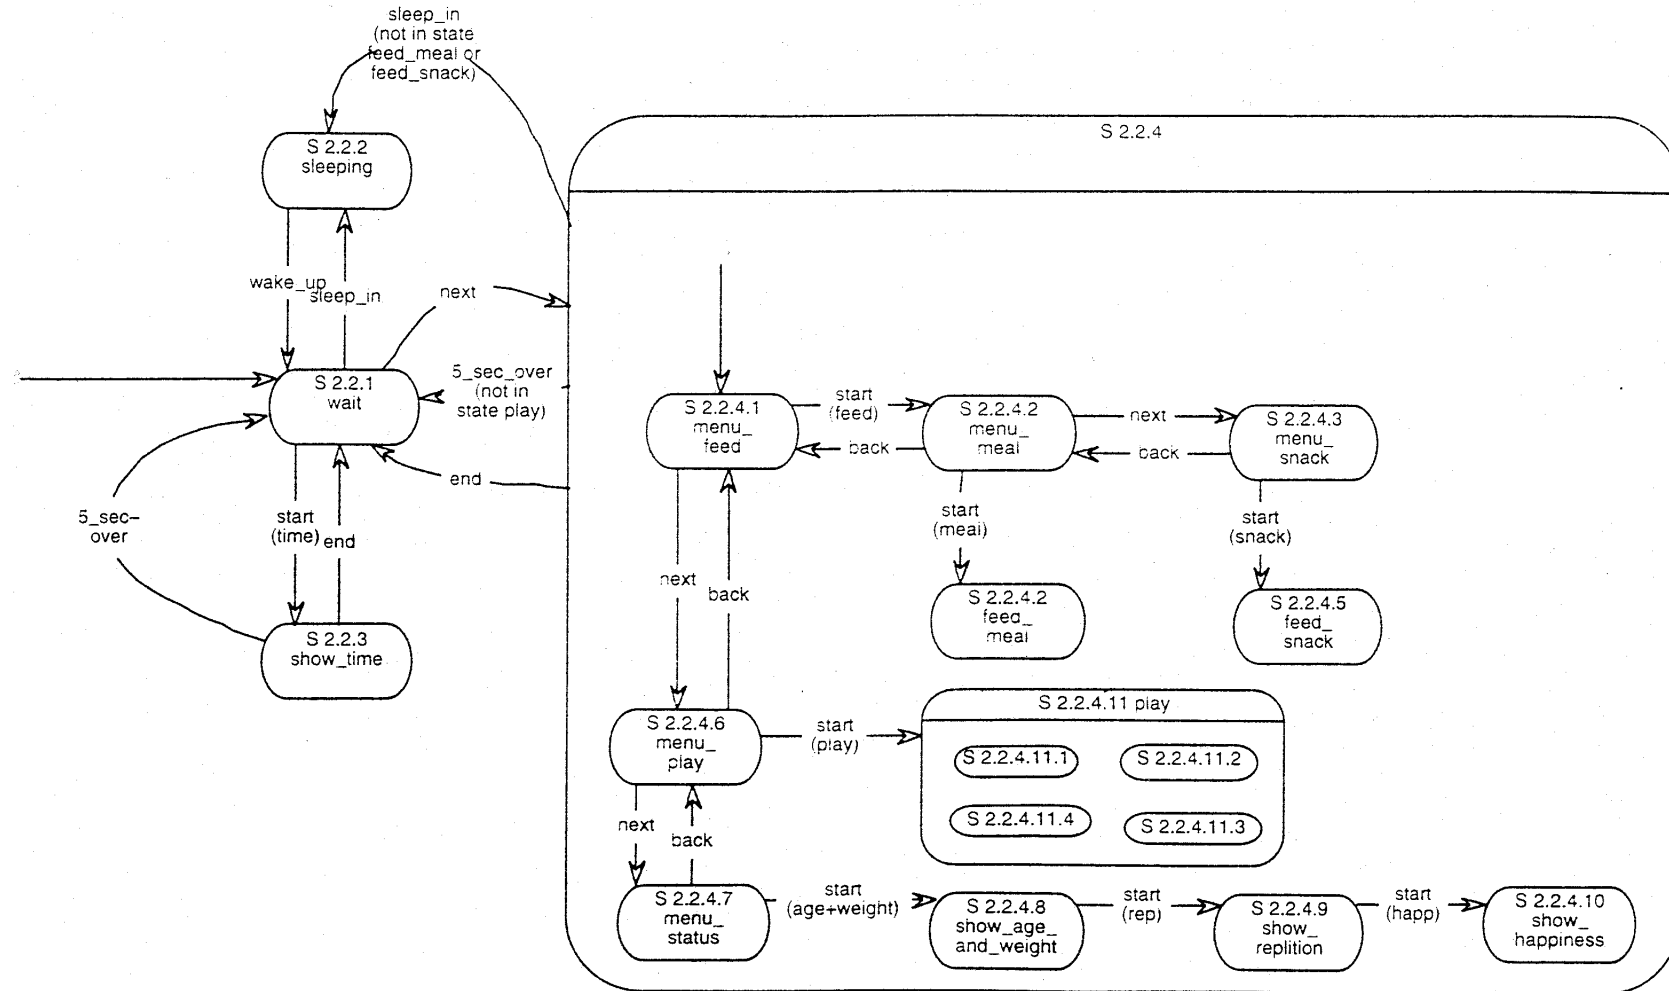 sleep_in
(not in state
feed_meal or
feed_snack)
S 2.2.4
S 2.2.2
sleeping
wake_up
sleep_in
next
5_sec_over
(not in
state play)
S 2.2.1
wait
end
5_sec–
over
start
(time)
end
S 2.2.3
show_time
S 2.2.4.1
menu_
feed
start
(feed)
back
S 2.2.4.2
menu_
meal
next
back
S 2.2.4.3
menu_
snack
start
(meal)
start
(snack)
next
back
S 2.2.4.2
feed_
meal
S 2.2.4.5
feed_
snack
S 2.2.4.6
menu_
play
start
(play)
S 2.2.4.11 play
S 2.2.4.11.1
S 2.2.4.11.2
S 2.2.4.11.4
S 2.2.4.11.3
next
back
S 2.2.4.7
menu_
status
start
(age+weight)
S 2.2.4.8
show_age_
and_weight
start
(rep)
S 2.2.4.9
show_
replition
start
(happ)
S 2.2.4.10
show_
happiness